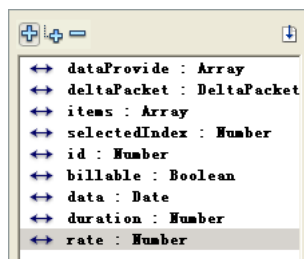 dataProvide : Array
deltaPacket : DeltaPacket
items : Array
selectedIndex : Number
id : Number
billable : Boolean
data : Date
duration : Number
rate : Number